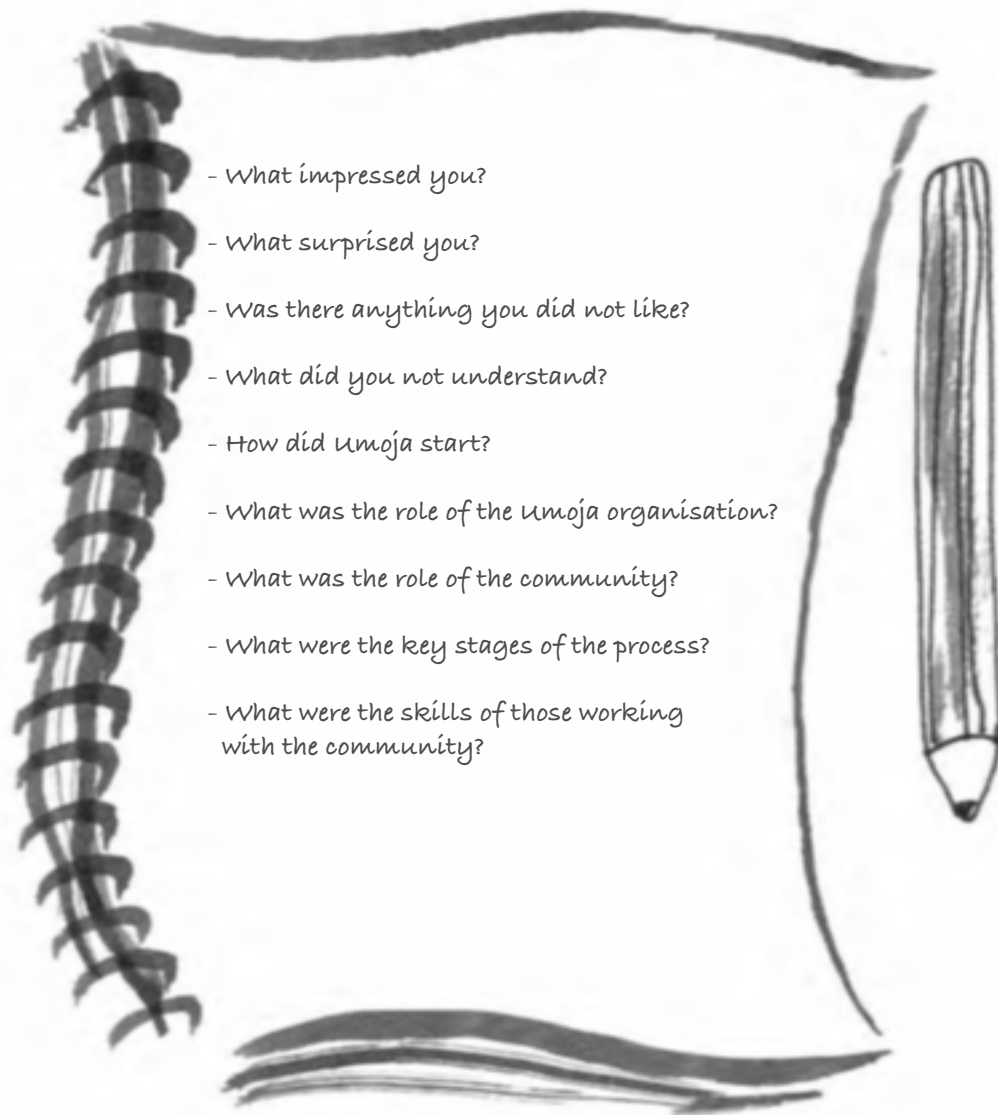 - What impressed you?
- What surprised you?
- Was there anything you did not like?
- What did you not understand?
- How did Umoja start?
- What was the role of the Umoja organisation?
- What was the role of the community?
- What were the key stages of the process?
- What were the skills of those working
with the community?